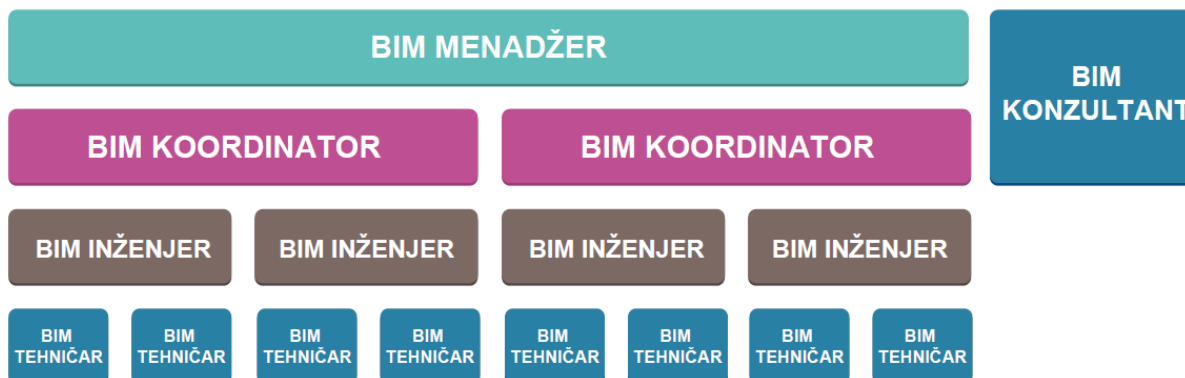 BIM MENADŽER
BIM
KONZULTANT
BIM KOORDINATOR
BIM KOORDINATOR
BIM INŽENJER
BIM INŽENJER
BIM INŽENJER
BIM INŽENJER
BIM
TEHNIČAR
BIM
TEHNIČAR
BIM
TEHNIČAR
BIM
TEHNIČAR
BIM
TEHNIČAR
BIM
TEHNIČAR
BIM
TEHNIČAR
BIM
TEHNIČAR